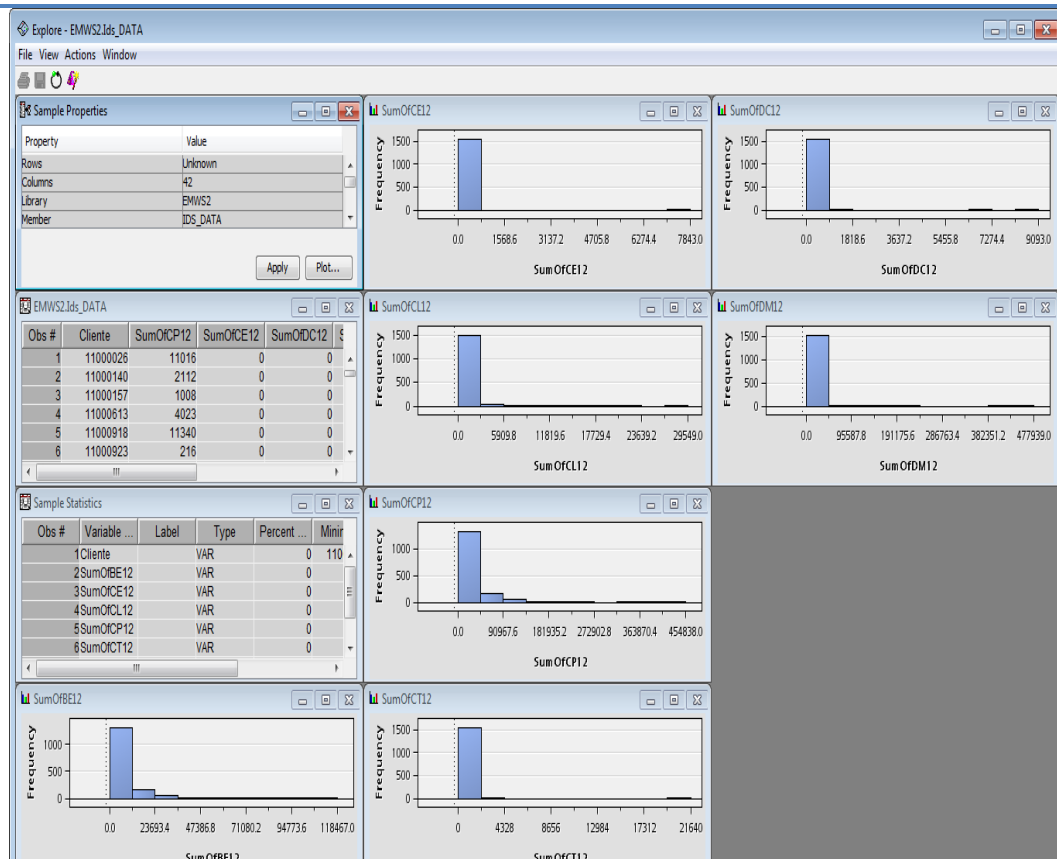 Explore - EMWS2.Ids_DATA
File View Actions Window
Sample Properties
Property Value
Rows Unknown
Columns 42
Library EMWS2
Member IDS_DATA
Apply Plot...
SumOfCE12
Frequency
1500
1000
500
0
0.0 1568.6 3137.2 4705.8 6274.4 7843.0
SumOfCE12
SumOfDC12
Frequency
1500
1000
500
0
0.0 1818.6 3637.2 5455.8 7274.4 9093.0
SumOfDC12
EMWS2.Ids_DATA
Obs # Cliente SumOfCP12 SumOfCE12 SumOfDC12 S
1 11000026 11016 0 0
2 11000140 2112 0 0
3 11000157 1008 0 0
4 11000613 4023 0 0
5 11000918 11340 0 0
6 11000923 216 0 0
SumOfCL12
Frequency
1500
1000
500
0
0.0 5909.8 11819.6 17729.4 23639.2 29549.0
SumOfCL12
SumOfDM12
Frequency
1500
1000
500
0
0.0 95587.8 191175.6 286763.4 382351.2 477939.0
SumOfDM12
Sample Statistics
Obs # Variable ... Label Type Percent ... Minir
1 Cliente VAR 0 110
2 SumOfBE12 VAR 0
3 SumOfCE12 VAR 0
4 SumOfCL12 VAR 0
5 SumOfCP12 VAR 0
6 SumOfCT12 VAR 0
SumOfCP12
Frequency
1000
500
0
0.0 90967.6 181935.2 272902.8 363870.4 454838.0
SumOfCP12
SumOfBE12
Frequency
1000
500
0
0.0 23693.4 47386.8 71080.2 94773.6 118467.0
SumOfBE12
SumOfCT12
Frequency
1500
1000
500
0
0 4328 8656 12984 17312 21640
SumOfCT12